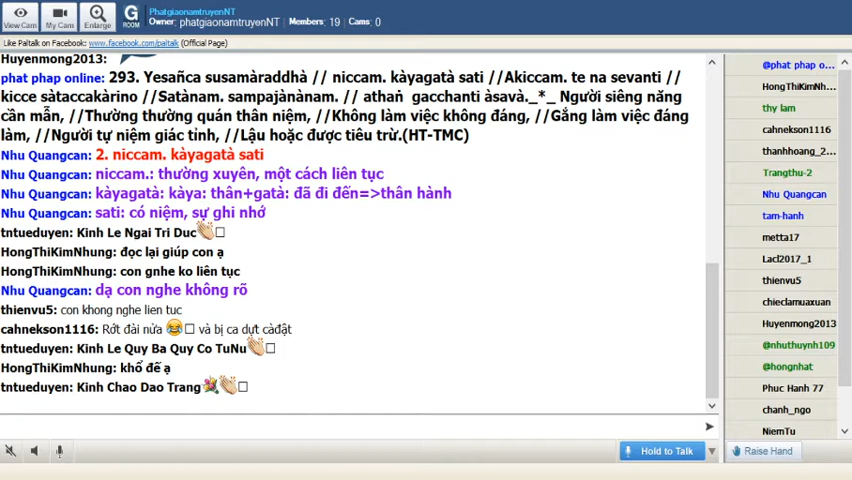 View Cam
My Cam
Enlarge
G
ROOM
PhatgiaonamtruyenNT
Owner: phatgiaonamtruyenNT Members: 19 Cams: 0
Like Paltalk on Facebook: www.facebook.com/paltalk (Official Page)
Huyenmong2013:
phat phap online: 293. Yesañca susamàraddhà // niccam. kàyagatà sati //Akiccam. te na sevanti //
kicce sàtaccakàrino //Satànam. sampajànànam. // athaṅ gacchanti àsavà._*_ Người siêng năng
cần mẫn, //Thường thường quán thân niệm, //Không làm việc không đáng, //Gắng làm việc đáng
làm, //Người tự niệm giác tỉnh, //Lậu hoặc được tiêu trừ.(HT-TMC)
Nhu Quangcan: 2. niccam. kàyagatà sati
Nhu Quangcan: niccam.: thường xuyên, một cách liên tục
Nhu Quangcan: kàyagatà: kàya: thân+gatà: đã đi đến=>thân hành
Nhu Quangcan: sati: có niệm, sự ghi nhớ
tntueduyen: Kinh Le Ngai Tri Duc
HongThiKimNhung: đọc lại giúp con ạ
HongThiKimNhung: con gnhe ko liên tục
Nhu Quangcan: dạ con nghe không rõ
thienvu5: con khong nghe lien tuc
cahnekson1116: Rớt đài nửa và bị ca dựt càđật
tntueduyen: Kinh Le Quy Ba Quy Co TuNu
HongThiKimNhung: khổ đế ạ
tntueduyen: Kinh Chao Dao Trang
Hold to Talk
@phat phap o...
HongThiKimNh...
thy lam
cahnekson1116
thanhhoang_2...
Trangthu-2
Nhu Quangcan
tam-hanh
metta17
Lacl2017_1
thienvu5
chieclamuaxuan
Huyenmong2013
@nhuthuynh109
@hongnhat
Phuc Hanh 77
chanh_ngo
NiemTu
Raise Hand